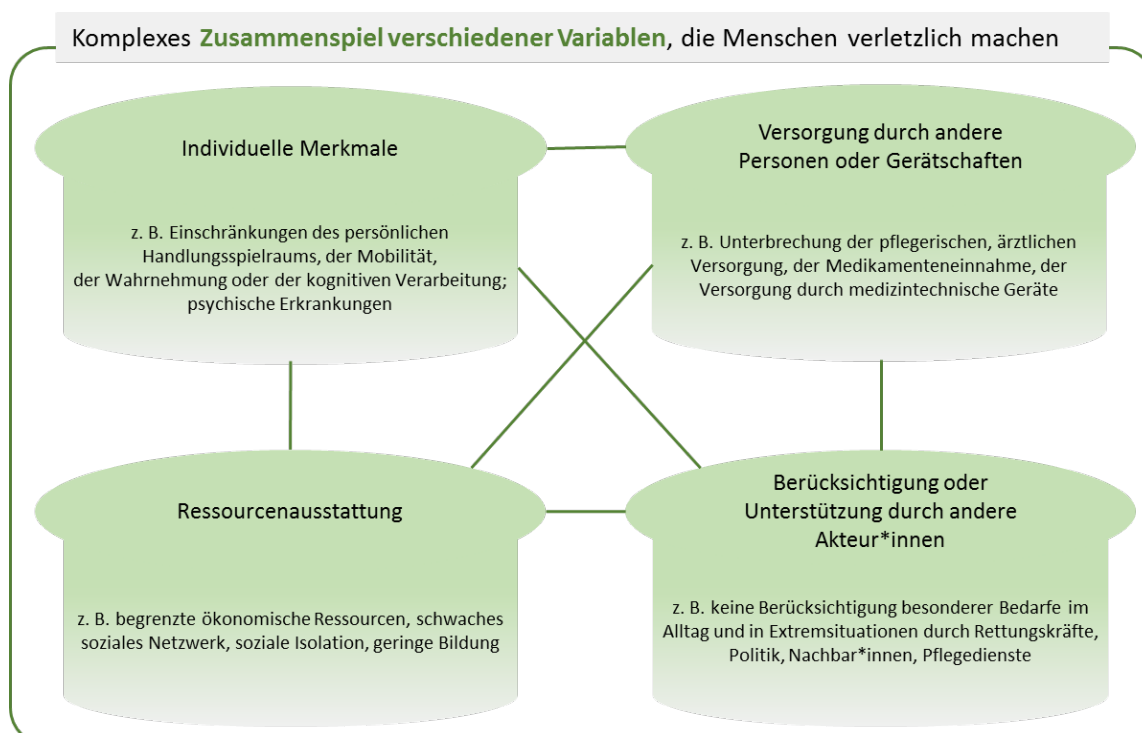 Komplexes Zusammenspiel verschiedener Variablen, die Menschen verletzlich machen
Individuelle Merkmale
z. B. Einschränkungen des persönlichen
Handlungsspielraums, der Mobilität,
der Wahrnehmung oder der kognitiven Verarbeitung;
psychische Erkrankungen
Versorgung durch andere
Personen oder Gerätschaften
z. B. Unterbrechung der pflegerischen, ärztlichen
Versorgung, der Medikamenteneinnahme, der
Versorgung durch medizintechnische Geräte
Ressourcenausstattung
z. B. begrenzte ökonomische Ressourcen, schwaches
soziales Netzwerk, soziale Isolation, geringe Bildung
Berücksichtigung oder
Unterstützung durch andere
Akteur*innen
z. B. keine Berücksichtigung besonderer Bedarfe im
Alltag und in Extremsituationen durch Rettungskräfte,
Politik, Nachbar*innen, Pflegedienste